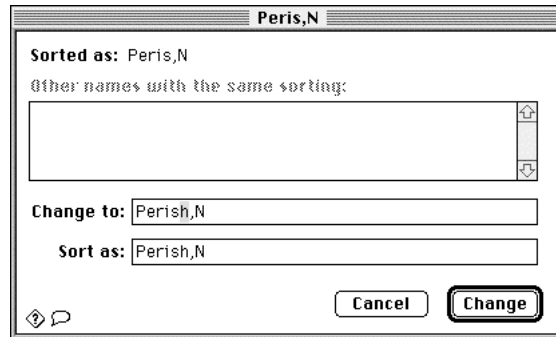 Peris,N
Sorted as: Peris,N
Other names with the same sorting:
Change to: Perish,N
Sort as: Perish,N
Cancel Change
?